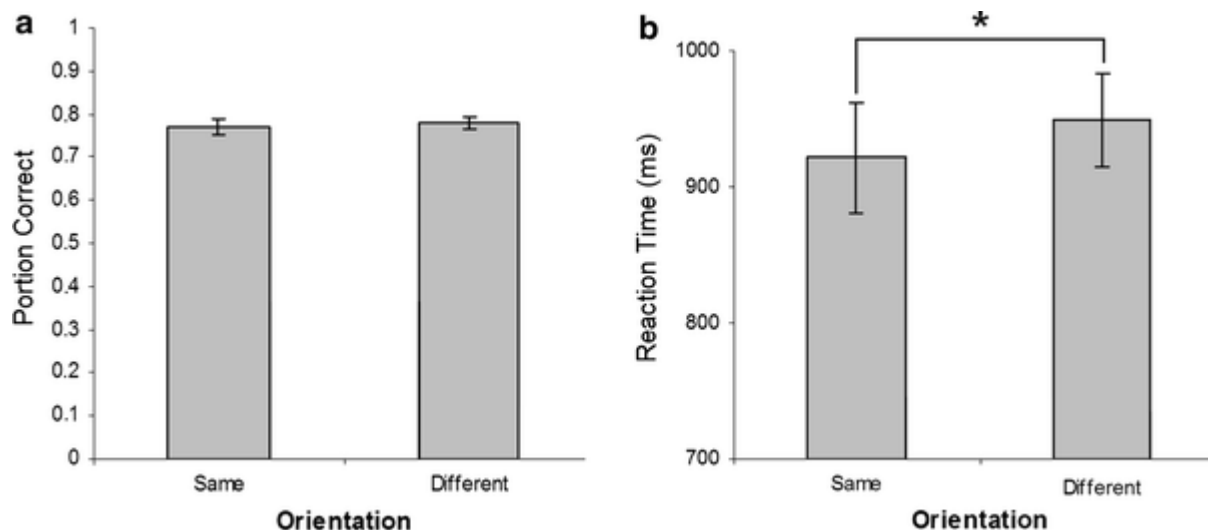 a
1
0.9
0.8
0.7
0.6
0.5
0.4
0.3
0.2
0.1
0
Portion Correct
Same Different
Orientation
b
*
1000
900
800
700
Reaction Time (ms)
Same Different
Orientation